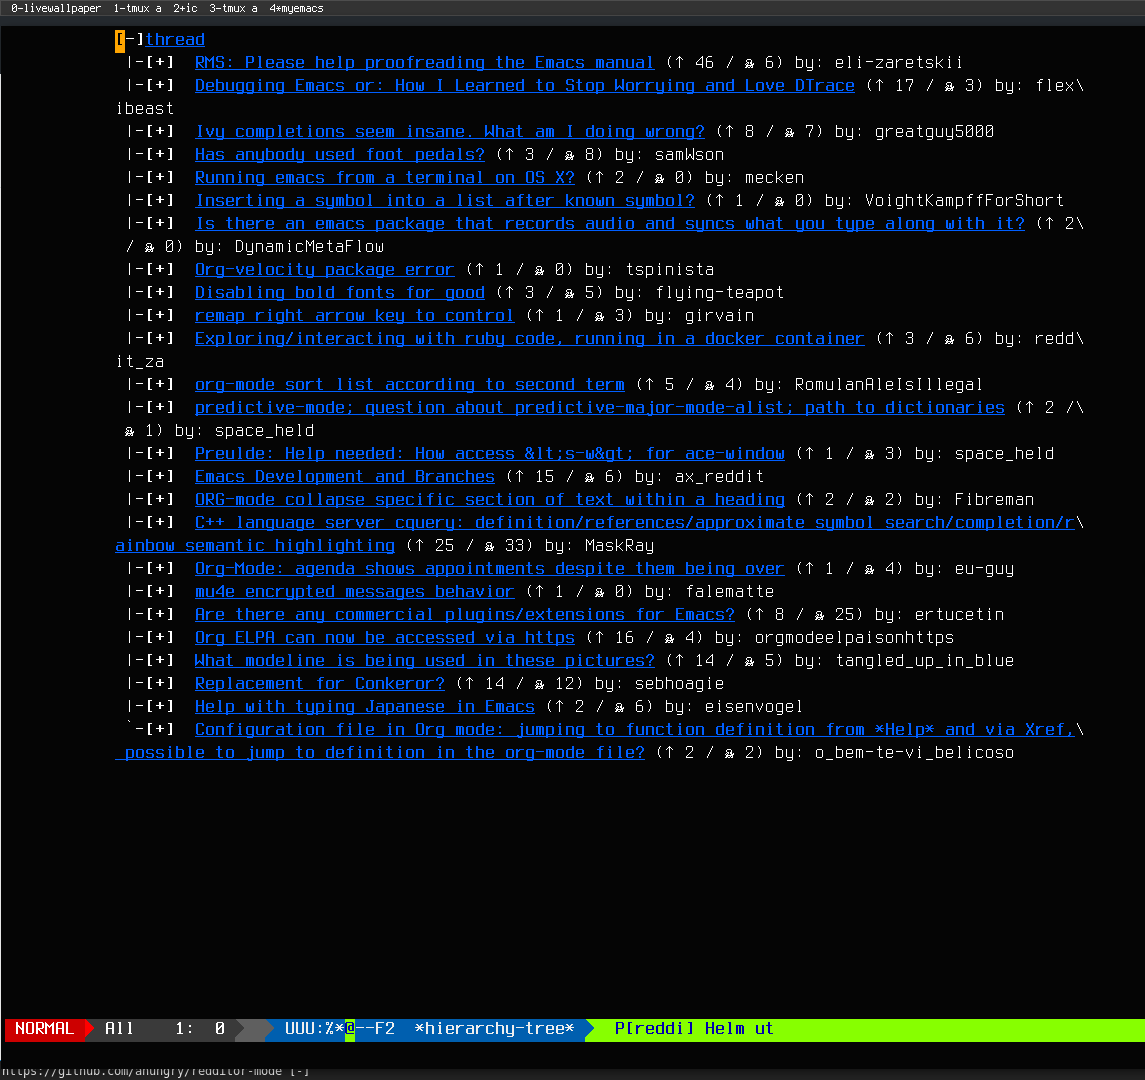 0-livewallpaper 1-tmux a 2+ic 3-tmux a 4*myemacs
[-]thread
|-[+] RMS: Please help proofreading the Emacs manual (↑ 46 / 6) by: eli-zaretskii
|-[+] Debugging Emacs or: How I Learned to Stop Worrying and Love DTrace (↑ 17 / 3) by: flex\
ibeast
|-[+] Ivy completions seem insane. What am I doing wrong? (↑ 8 / 7) by: greatguy5000
|-[+] Has anybody used foot pedals? (↑ 3 / 8) by: samWson
|-[+] Running emacs from a terminal on OS X? (↑ 2 / 0) by: mecken
|-[+] Inserting a symbol into a list after known symbol? (↑ 1 / 0) by: VoightKampffForShort
|-[+] Is there an emacs package that records audio and syncs what you type along with it? (↑ 2\
/ 0) by: DynamicMetaFlow
|-[+] Org-velocity package error (↑ 1 / 0) by: tspinista
|-[+] Disabling bold fonts for good (↑ 3 / 5) by: flying-teapot
|-[+] remap right arrow key to control (↑ 1 / 3) by: girvain
|-[+] Exploring/interacting with ruby code, running in a docker container (↑ 3 / 6) by: redd\
it_za
|-[+] org-mode sort list according to second term (↑ 5 / 4) by: RomulanAleIsIllegal
|-[+] predictive-mode; question about predictive-major-mode-alist; path to dictionaries (↑ 2 /\
1) by: space_held
|-[+] Preulde: Help needed: How access &lt;s-w&gt; for ace-window (↑ 1 / 3) by: space_held
|-[+] Emacs Development and Branches (↑ 15 / 6) by: ax_reddit
|-[+] ORG-mode collapse specific section of text within a heading (↑ 2 / 2) by: Fibreman
|-[+] C++ language server cquery: definition/references/approximate symbol search/completion/r\
ainbow semantic highlighting (↑ 25 / 33) by: MaskRay
|-[+] Org-Mode: agenda shows appointments despite them being over (↑ 1 / 4) by: eu-guy
|-[+] mu4e encrypted messages behavior (↑ 1 / 0) by: falematte
|-[+] Are there any commercial plugins/extensions for Emacs? (↑ 8 / 25) by: ertucetin
|-[+] Org ELPA can now be accessed via https (↑ 16 / 4) by: orgmodeelpaisonhttps
|-[+] What modeline is being used in these pictures? (↑ 14 / 5) by: tangled_up_in_blue
|-[+] Replacement for Conkeror? (↑ 14 / 12) by: sebhoagie
|-[+] Help with typing Japanese in Emacs (↑ 2 / 6) by: eisenvogel
`-[+] Configuration file in Org mode: jumping to function definition from *Help* and via Xref,\
possible to jump to definition in the org-mode file? (↑ 2 / 2) by: o_bem-te-vi_belicoso
NORMAL All 1: 0 UUU:%*@--F2 *hierarchy-tree* P[reddi] Helm ut
https://github.com/ahungry/redditor-mode [-]